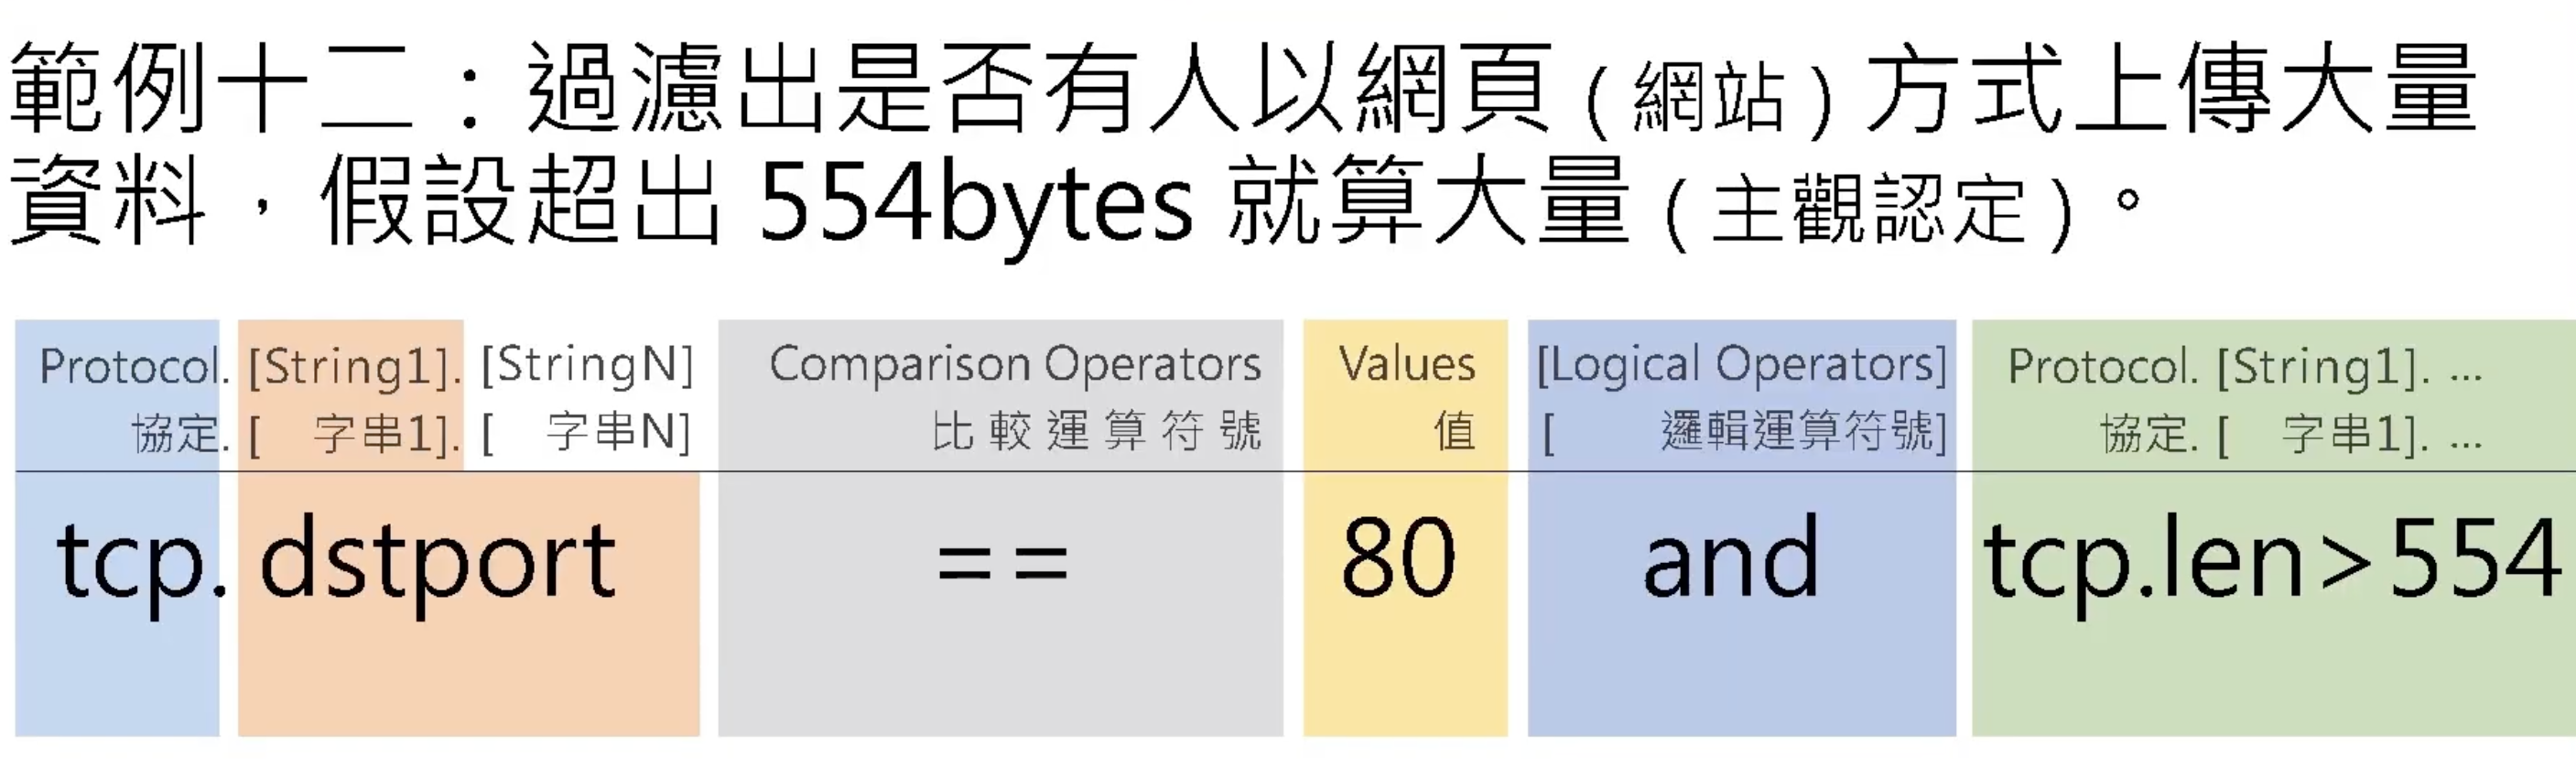 範例十二：過濾出是否有人以網頁（網站）方式上傳大量
資料，假設超出 554bytes 就算大量（主觀認定）。
Protocol. [String1]. [StringN] Comparison Operators Values [Logical Operators] Protocol. [String1]. ...
協定. [ 字串1]. [ 字串N] 比較運算符號 值 [ 邏輯運算符號] 協定. [ 字串1]. ...
tcp. dstport == 80 and tcp.len>554